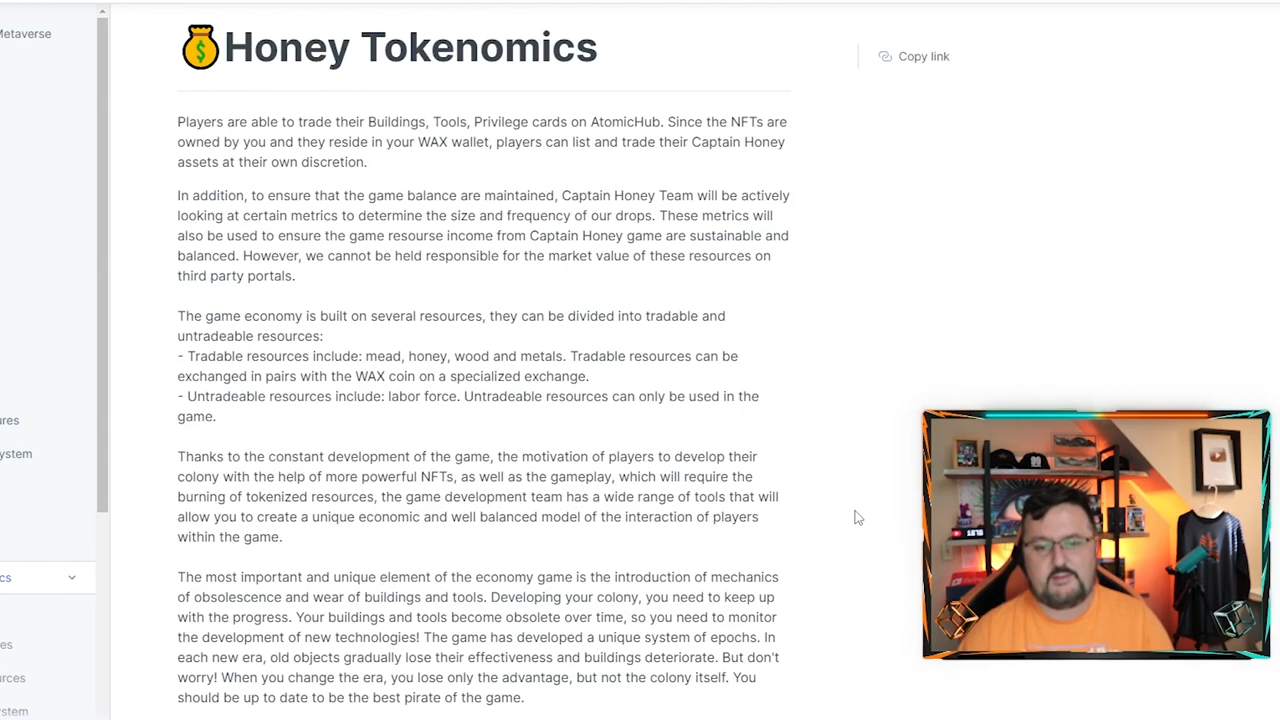 Metaverse
Honey Tokenomics
Copy link
Players are able to trade their Buildings, Tools, Privilege cards on AtomicHub. Since the NFTs are
owned by you and they reside in your WAX wallet, players can list and trade their Captain Honey
assets at their own discretion.
In addition, to ensure that the game balance are maintained, Captain Honey Team will be actively
looking at certain metrics to determine the size and frequency of our drops. These metrics will
also be used to ensure the game resourse income from Captain Honey game are sustainable and
balanced. However, we cannot be held responsible for the market value of these resources on
third party portals.
The game economy is built on several resources, they can be divided into tradable and
untradeable resources:
- Tradable resources include: mead, honey, wood and metals. Tradable resources can be
exchanged in pairs with the WAX coin on a specialized exchange.
- Untradeable resources include: labor force. Untradeable resources can only be used in the
game.
ures
ystem
Thanks to the constant development of the game, the motivation of players to develop their
colony with the help of more powerful NFTs, as well as the gameplay, which will require the
burning of tokenized resources, the game development team has a wide range of tools that will
allow you to create a unique economic and well balanced model of the interaction of players
within the game.
cs
The most important and unique element of the economy game is the introduction of mechanics
of obsolescence and wear of buildings and tools. Developing your colony, you need to keep up
with the progress. Your buildings and tools become obsolete over time, so you need to monitor
the development of new technologies! The game has developed a unique system of epochs. In
each new era, old objects gradually lose their effectiveness and buildings deteriorate. But don't
worry! When you change the era, you lose only the advantage, but not the colony itself. You
should be up to date to be the best pirate of the game.
es
urces
stem